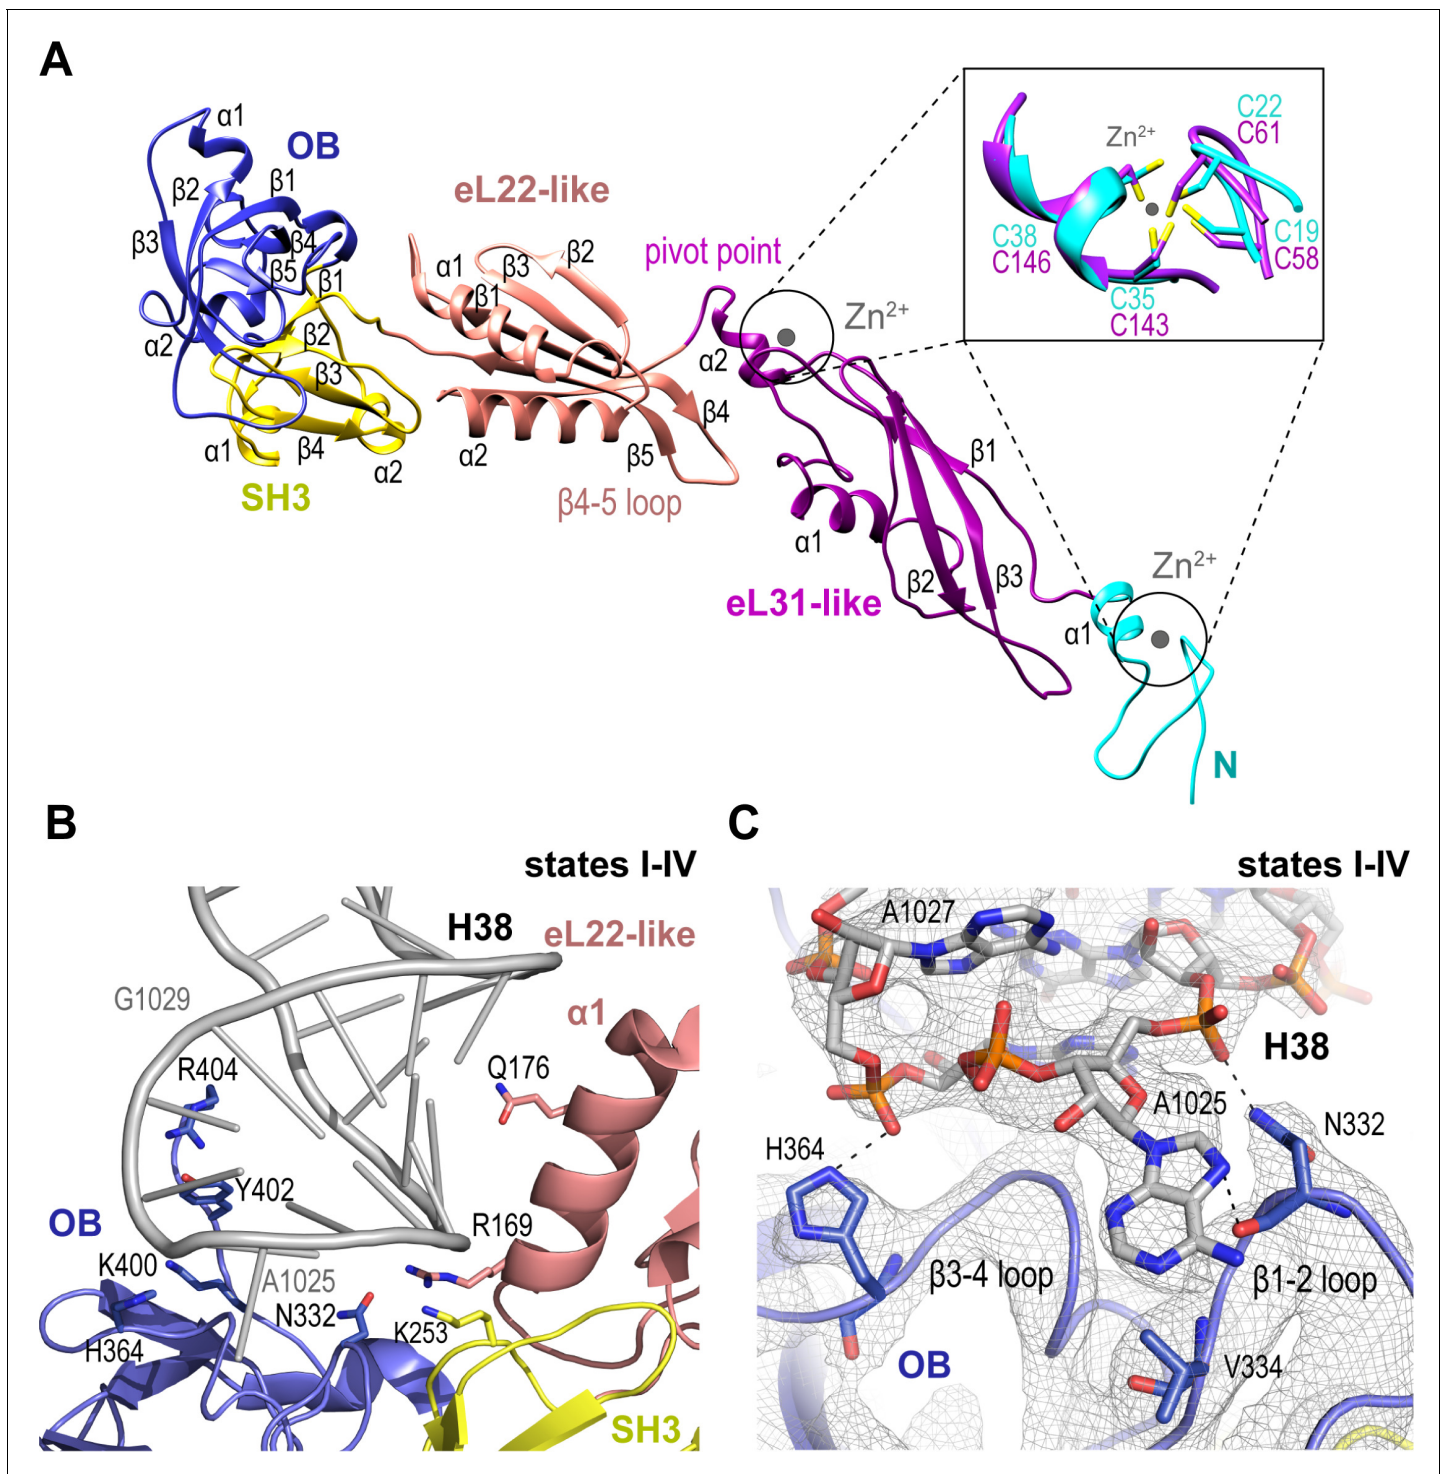 A
α1
OB
β2
β1
β3
β4
β5
β1
α2
β2
β3
α1
β4
α2
SH3
eL22-like
α1
β3
β2
β1
α2
β4
β5
β4-5 loop
pivot point
Zn2+
α2
β1
α1
β2
β3
eL31-like
Zn2+
α1
N
C22
C61
Zn2+
C38
C146
C19
C58
C35
C143
B
states I-IV
H38
eL22-like
G1029
α1
R404
Q176
Y402
OB
R169
K400
A1025
N332
K253
H364
SH3
C
states I-IV
A1027
H38
A1025
N332
H364
β3-4 loop
β1-2 loop
OB
V334